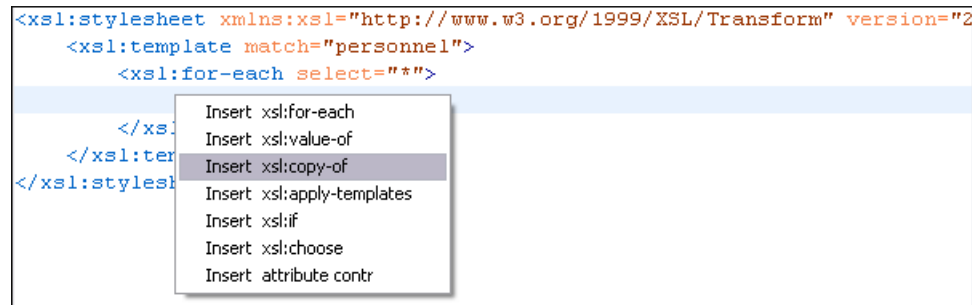 <xsl:stylesheet xmlns:xsl="http://www.w3.org/1999/XSL/Transform" version="2
<xsl:template match="personnel">
<xsl:for-each select="*">
Insert xsl:for-each
</xs
Insert xsl:value-of
</xsl:ter
Insert xsl:copy-of
</xsl:stylesh
Insert xsl:apply-templates
Insert xsl:if
Insert xsl:choose
Insert attribute contr